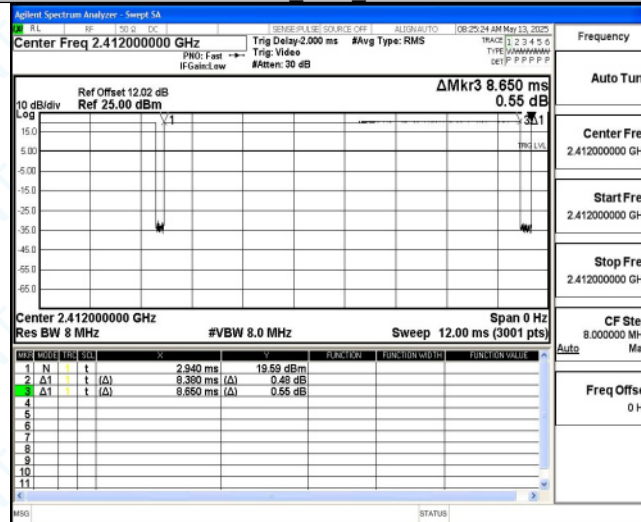 Agilent Spectrum Analyzer - Swept SA
RL RF 50 Ω DC SENSE:PULSE SOURCE OFF ALIGNAUTO 08:25:24 AM May 13, 2025
Center Freq 2.412000000 GHz
PNO: Fast
IFGain:Low
Trig Delay-2.000 ms
Trig: Video
#Atten: 30 dB
#Avg Type: RMS
TRACE 1 2 3 4 5 6
TYPE
DET P P P P P P
Ref Offset 12.02 dB
10 dB/div Ref 25.00 dBm
Log
ΔMkr3 8.650 ms
0.55 dB
1
3Δ1
15.0
TRIG LVL
5.00
-5.00
-15.0
-25.0
-35.0
-45.0
-55.0
-65.0
Center 2.412000000 GHz Span 0 Hz
Res BW 8 MHz #VBW 8.0 MHz Sweep 12.00 ms (3001 pts)
MKR MODE TRC SCL X Y FUNCTION FUNCTION WIDTH FUNCTION VALUE
1 N 1 t 2.940 ms 19.59 dBm
2 Δ1 1 t (Δ) 8.380 ms (Δ) 0.48 dB
3 Δ1 1 t (Δ) 8.650 ms (Δ) 0.55 dB
4
5
6
7
8
9
10
11
MSG STATUS
Frequency
Auto Tun
Center Fre
2.412000000 GH
Start Fre
2.412000000 GH
Stop Fre
2.412000000 GH
CF Ste
8.000000 MH
Auto Ma
Freq Offse
0 H